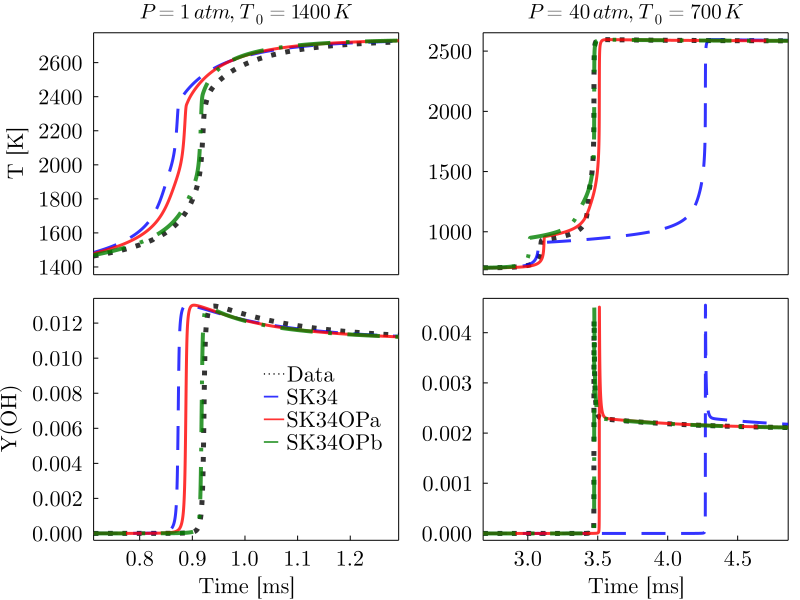 P = 1 atm, T₀ = 1400 K
P = 40 atm, T₀ = 700 K
T [K]
2600
2400
2200
2000
1800
1600
1400
2500
2000
1500
1000
Y(OH)
0.012
0.010
0.008
0.006
0.004
0.002
0.000
Data
SK34
SK34OPa
SK34OPb
0.004
0.003
0.002
0.001
0.000
0.8 0.9 1.0 1.1 1.2
3.0 3.5 4.0 4.5
Time [ms]
Time [ms]